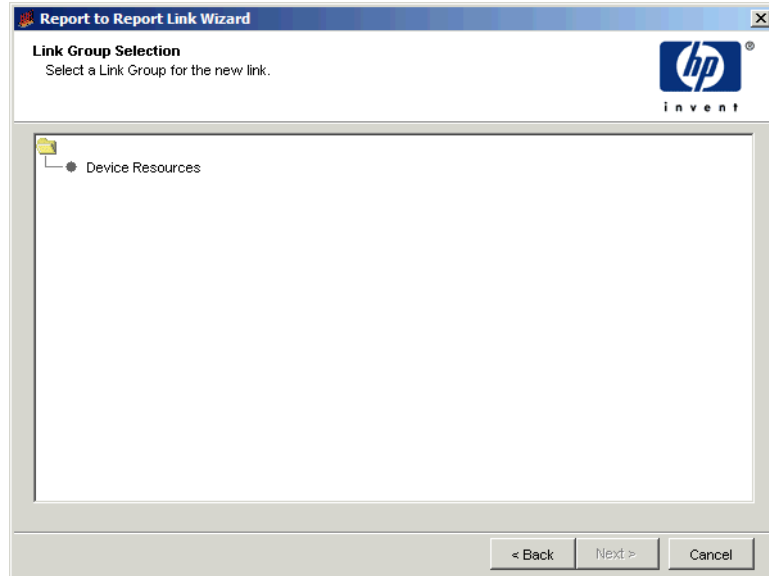 Report to Report Link Wizard
Link Group Selection
Select a Link Group for the new link.
hp
®
invent
Device Resources
< Back
Next >
Cancel